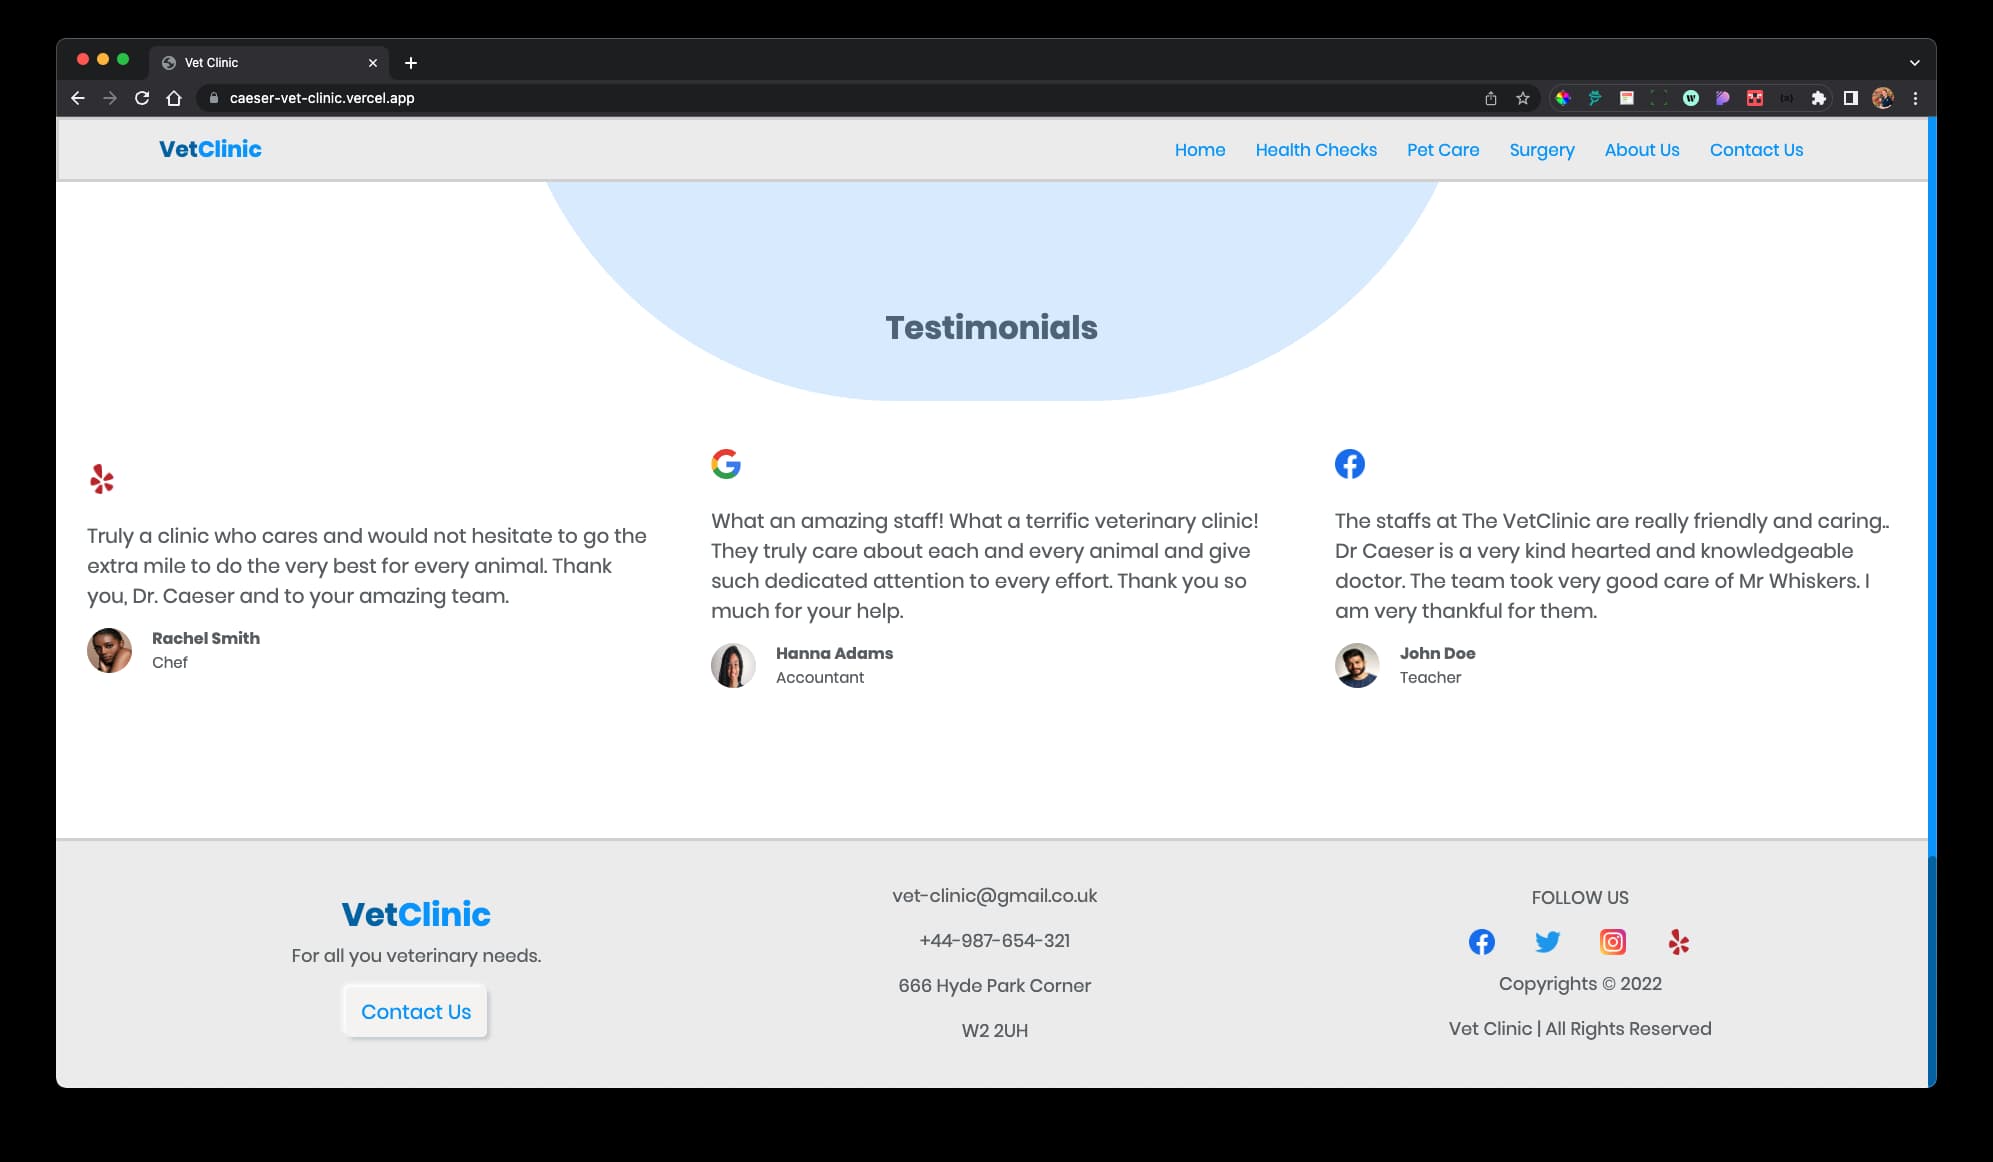 Vet Clinic
caeser-vet-clinic.vercel.app
VetClinic
Home
Health Checks
Pet Care
Surgery
About Us
Contact Us
Testimonials
Truly a clinic who cares and would not hesitate to go the
extra mile to do the very best for every animal. Thank
you, Dr. Caeser and to your amazing team.
Rachel Smith
Chef
What an amazing staff! What a terrific veterinary clinic!
They truly care about each and every animal and give
such dedicated attention to every effort. Thank you so
much for your help.
Hanna Adams
Accountant
The staffs at The VetClinic are really friendly and caring..
Dr Caeser is a very kind hearted and knowledgeable
doctor. The team took very good care of Mr Whiskers. I
am very thankful for them.
John Doe
Teacher
VetClinic
For all you veterinary needs.
Contact Us
vet-clinic@gmail.co.uk
+44-987-654-321
666 Hyde Park Corner
W2 2UH
FOLLOW US
Copyrights © 2022
Vet Clinic | All Rights Reserved